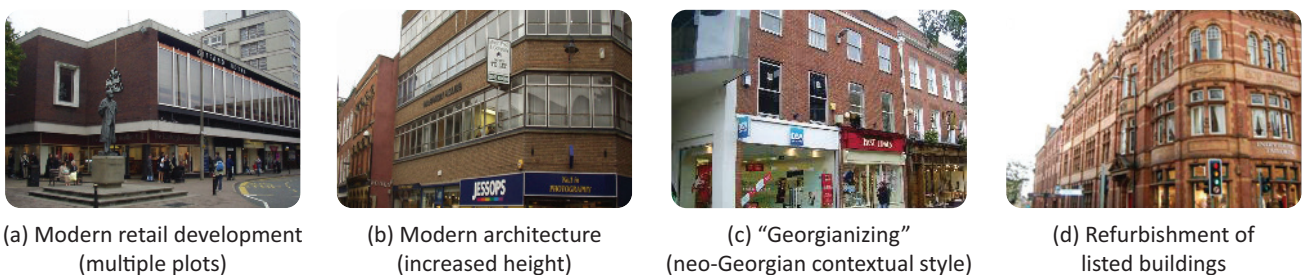 JESSOPS
PHOTOGRAPHY
(a) Modern retail development
(multiple plots)
(b) Modern architecture
(increased height)
(c) “Georgianizing”
(neo-Georgian contextual style)
(d) Refurbishment of
listed buildings